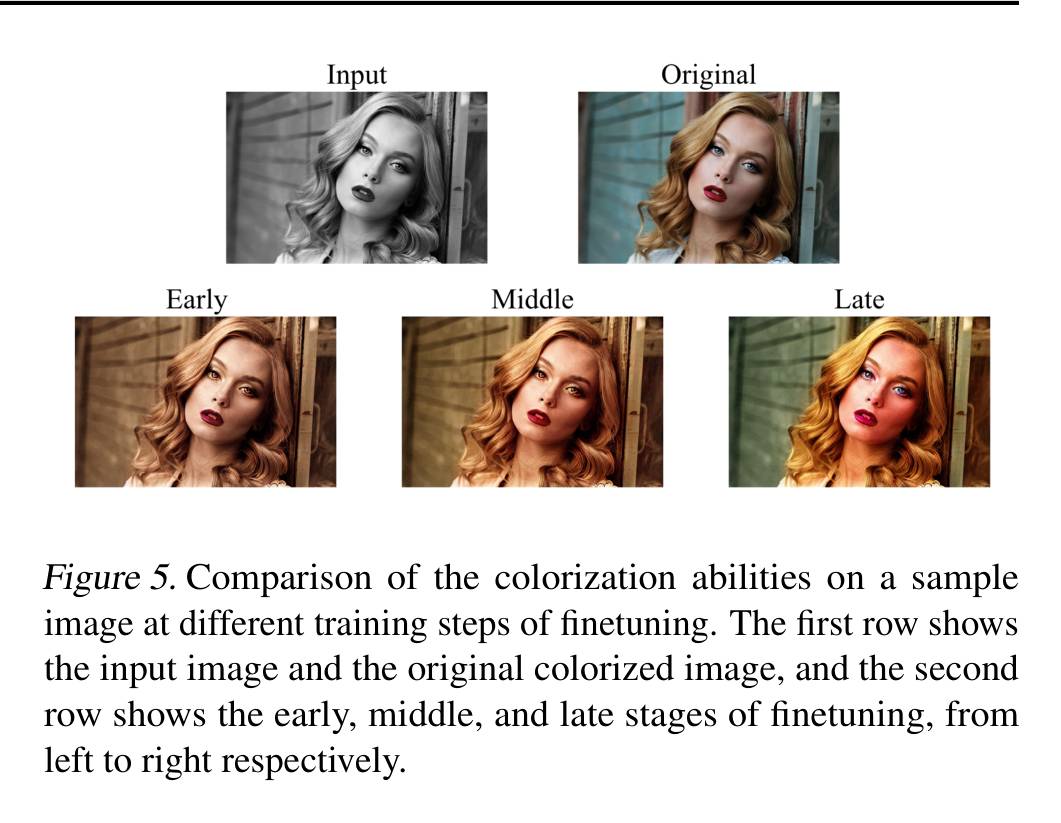 Input
Original
Early
Middle
Late
Figure 5. Comparison of the colorization abilities on a sample
image at different training steps of finetuning. The first row shows
the input image and the original colorized image, and the second
row shows the early, middle, and late stages of finetuning, from
left to right respectively.